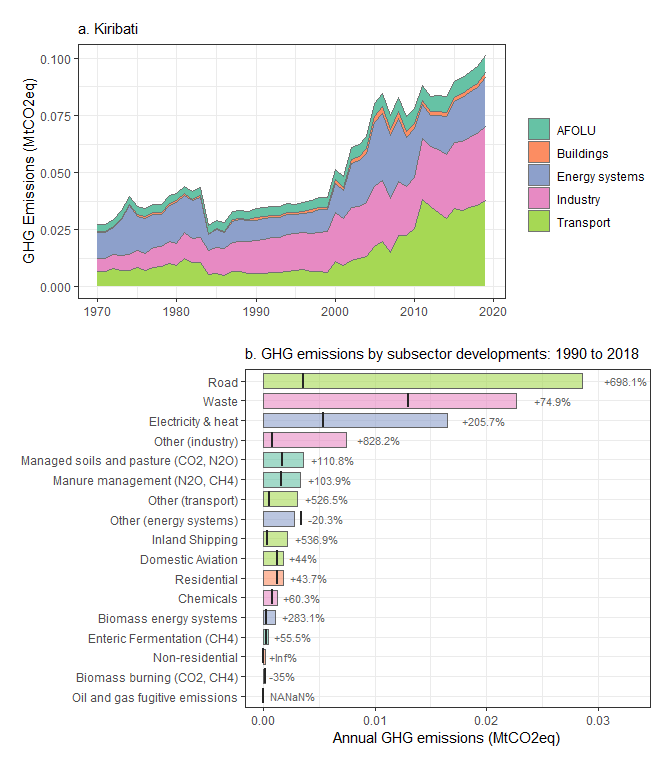 a. Kiribati
GHG Emissions (MtCO2eq)
0.100
0.075
0.050
0.025
0.000
1970 1980 1990 2000 2010 2020
AFOLU
Buildings
Energy systems
Industry
Transport
b. GHG emissions by subsector developments: 1990 to 2018
Road +698.1%
Waste +74.9%
Electricity & heat +205.7%
Other (industry) +828.2%
Managed soils and pasture (CO2, N2O) +110.8%
Manure management (N2O, CH4) +103.9%
Other (transport) +526.5%
Other (energy systems) -20.3%
Inland Shipping +536.9%
Domestic Aviation +44%
Residential +43.7%
Chemicals +60.3%
Biomass energy systems +283.1%
Enteric Fermentation (CH4) +55.5%
Non-residential +Inf%
Biomass burning (CO2, CH4) -35%
Oil and gas fugitive emissions NANaN%
0.00 0.01 0.02 0.03
Annual GHG emissions (MtCO2eq)